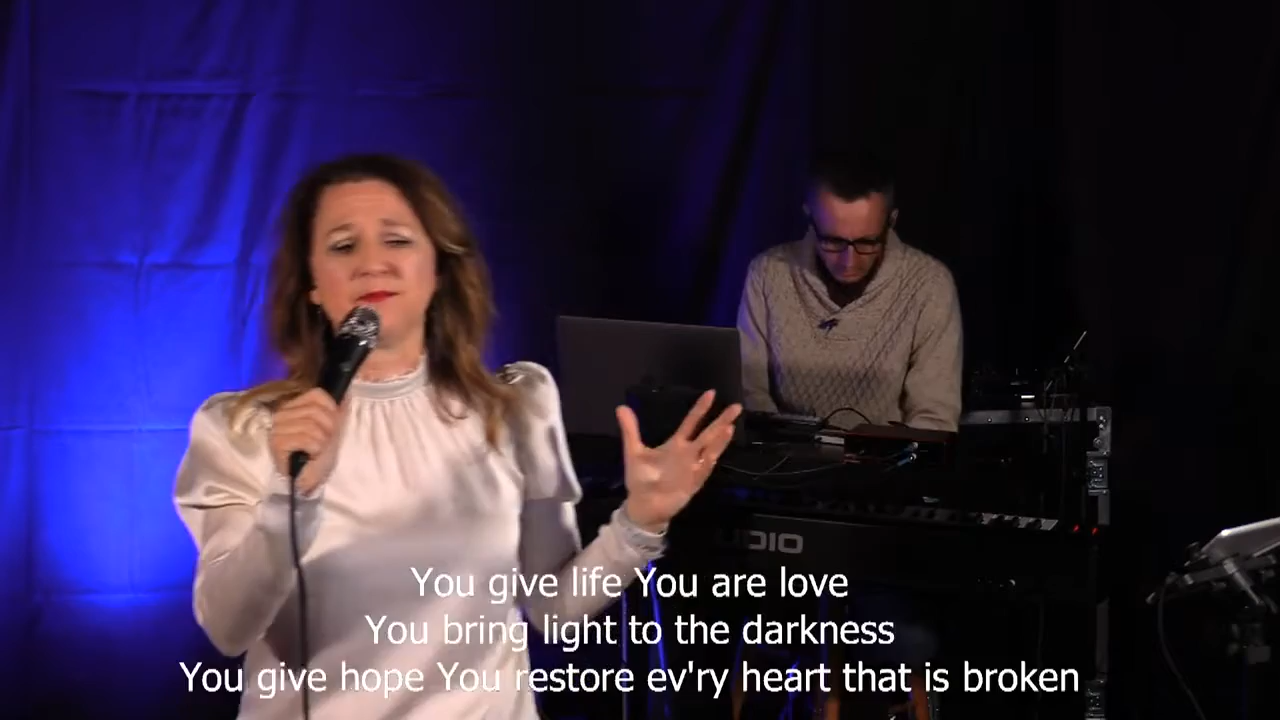 UDIO
You give life You are love
You bring light to the darkness
You give hope You restore ev'ry heart that is broken